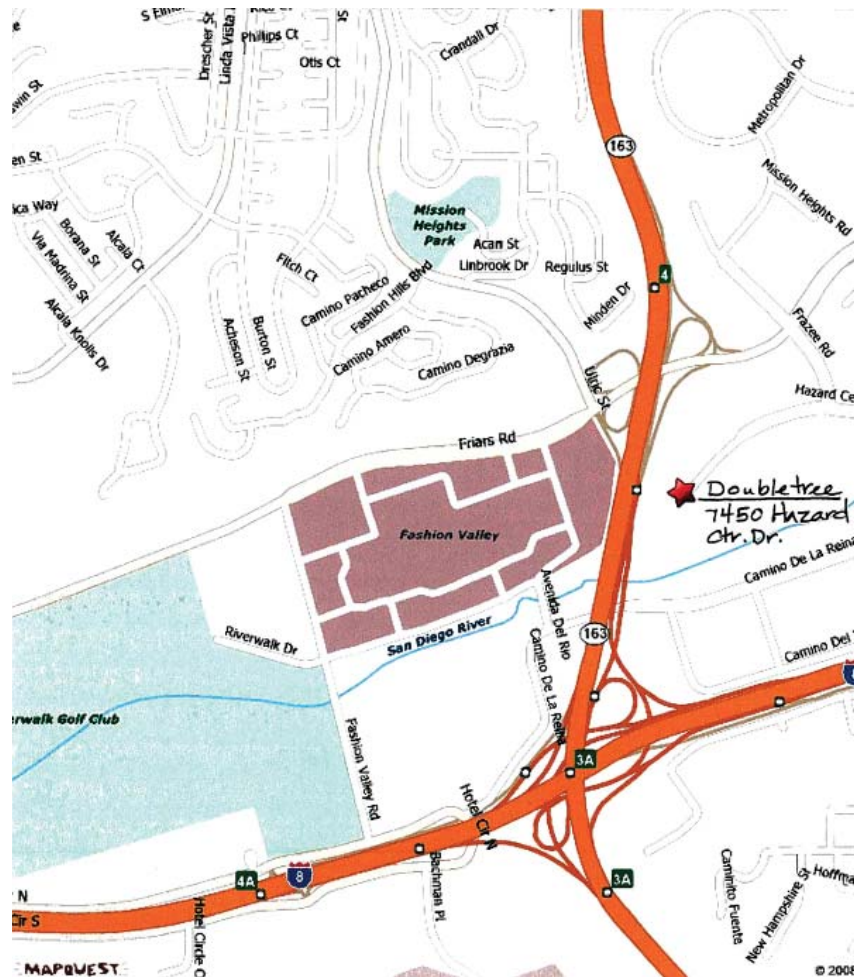 S Elmo
Drescher St
Linda Vista
Rico Ct
Phillips Ct
Otis Ct
Crandall Dr
163
Metropolitan Dr
Mission Heights Rd
win St
en St
ica Way
Borana St
Via Madrina St
Alcala Ct
Alcala Knolls Dr
Mission
Heights
Park
Acan St
Linbrook Dr
Regulus St
4
Fitch Ct
Camino Pacheco
Fashion Hills Blvd
Minden Dr
Acheson St
Burton St
Camino Amero
Camino Degrazia
Frazee Rd
Ulric St
Hazard Ce
Friars Rd
Doubletree
7450 Hazard
Ctr. Dr.
Fashion Valley
Camino De La Reina
Avenida Del Rio
Riverwalk Dr
San Diego River
163
Camino De La Reina
Camino Del
erwalk Golf Club
Fashion Valley Rd
3A
Hotel Cir N
8
4A
Bachman Pl
3A
Caminito Fuente
New Hampshire St
Hoffma
r N
Cir S
Hotel Circle C
MAPQUEST